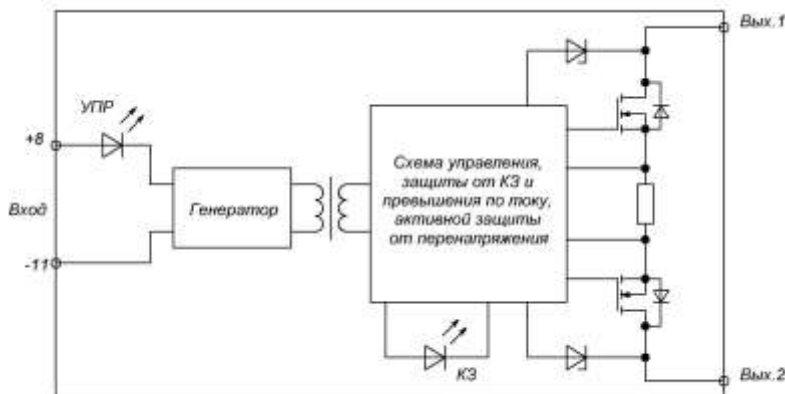 Вых.1
УПР
+8
Схема управления,
защиты от КЗ и
превышения по току,
активной защиты
от перенапряжения
Вход
Генератор
-11
КЗ
Вых.2